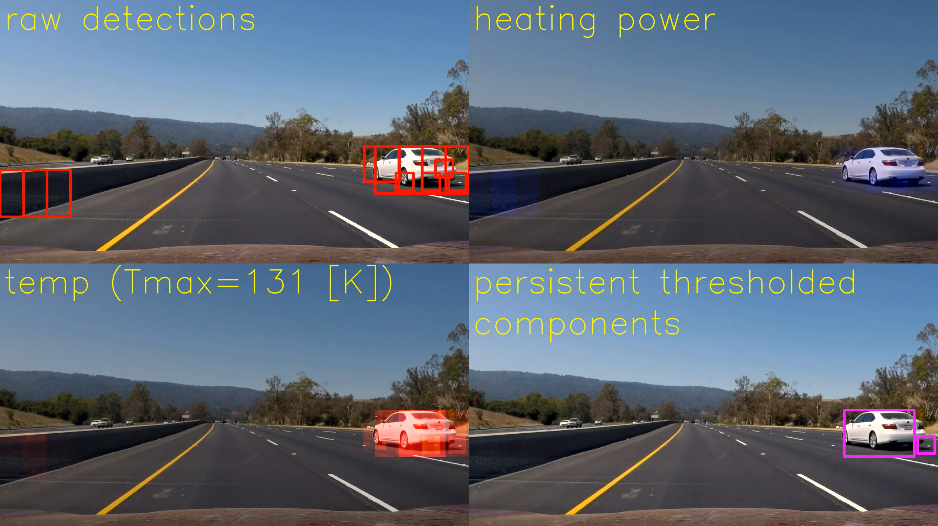 raw detections
heating power
temp (Tmax=131 [K])
persistent thresholded
components